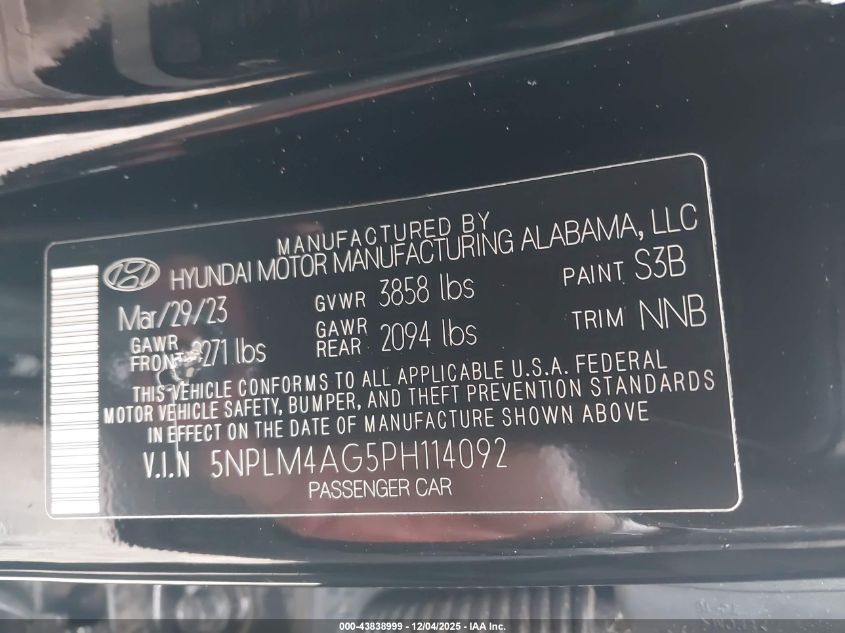 MANUFACTURED BY
HYUNDAI MOTOR MANUFACTURING ALABAMA, LLC
Mar/29/23 GVWR 3858 lbs PAINT S3B
GAWR FRONT 271 lbs GAWR REAR 2094 lbs TRIM NNB
THIS VEHICLE CONFORMS TO ALL APPLICABLE U.S.A. FEDERAL
MOTOR VEHICLE SAFETY, BUMPER, AND THEFT PREVENTION STANDARDS
IN EFFECT ON THE DATE OF MANUFACTURE SHOWN ABOVE
V.I.N 5NPLM4AG5PH114092
PASSENGER CAR
000-43838999 - 12/04/2025 - IAA Inc.